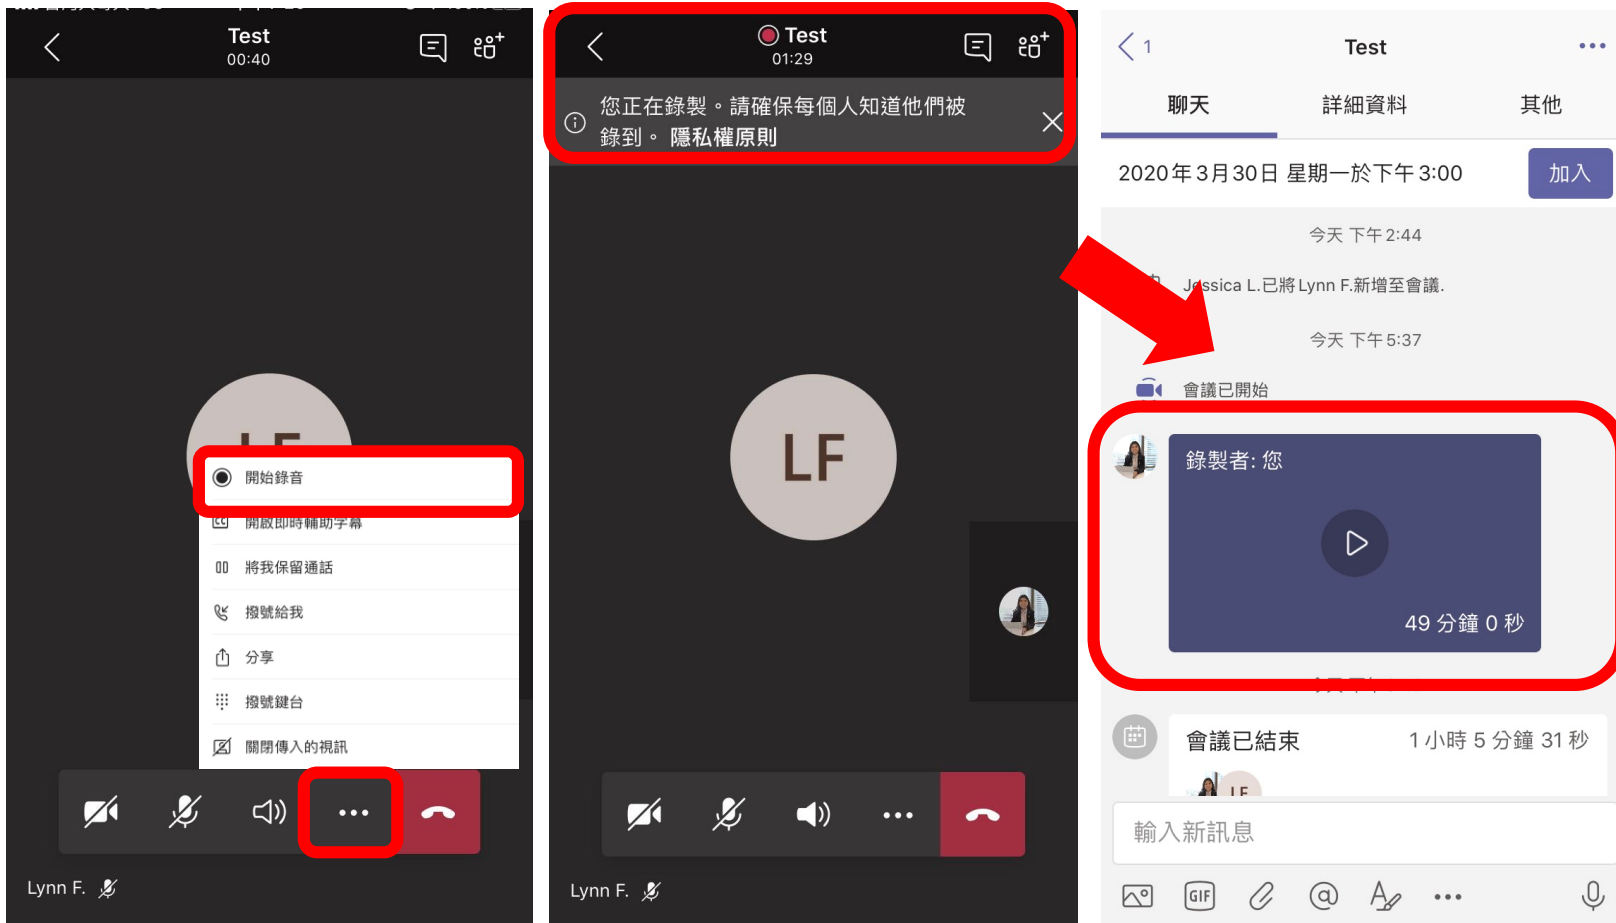 Test
00:40
LF
開始錄音
開啟即時輔助字幕
將我保留通話
撥號給我
分享
撥號鍵台
關閉傳入的視訊
Lynn F.
Test
01:29
您正在錄製。請確保每個人知道他們被
錄到。 隱私權原則
LF
Lynn F.
1
Test
聊天 詳細資料 其他
2020年3月30日 星期一於下午3:00 加入
今天 下午2:44
Jessica L.已將Lynn F.新增至會議.
今天 下午5:37
會議已開始
錄製者: 您
49 分鐘 0 秒
會議已結束 1 小時 5 分鐘 31 秒
LF
輸入新訊息
GIF